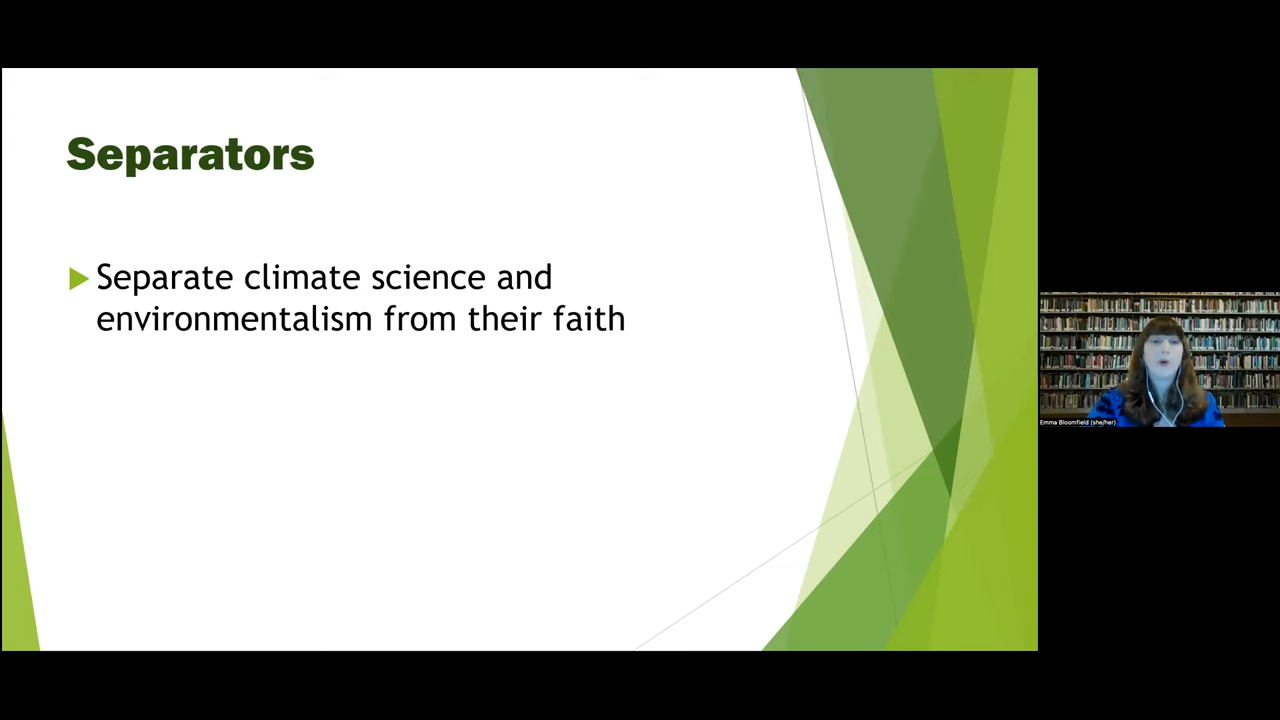 Separators
Separate climate science and
environmentalism from their faith
Emma Bloomfield (she/her)